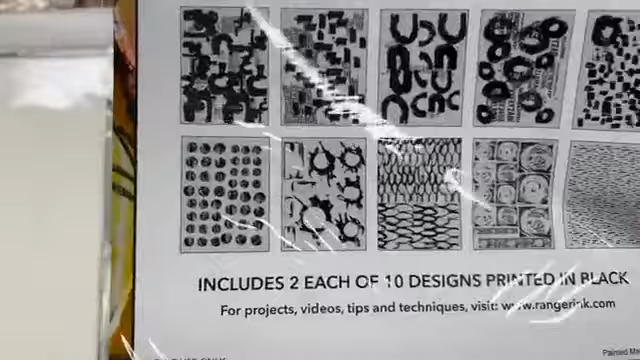 INCLUDES 2 EACH OF 10 DESIGNS PRINTED IN BLACK
For projects, videos, tips and techniques, visit: www.rangerink.com
Painted